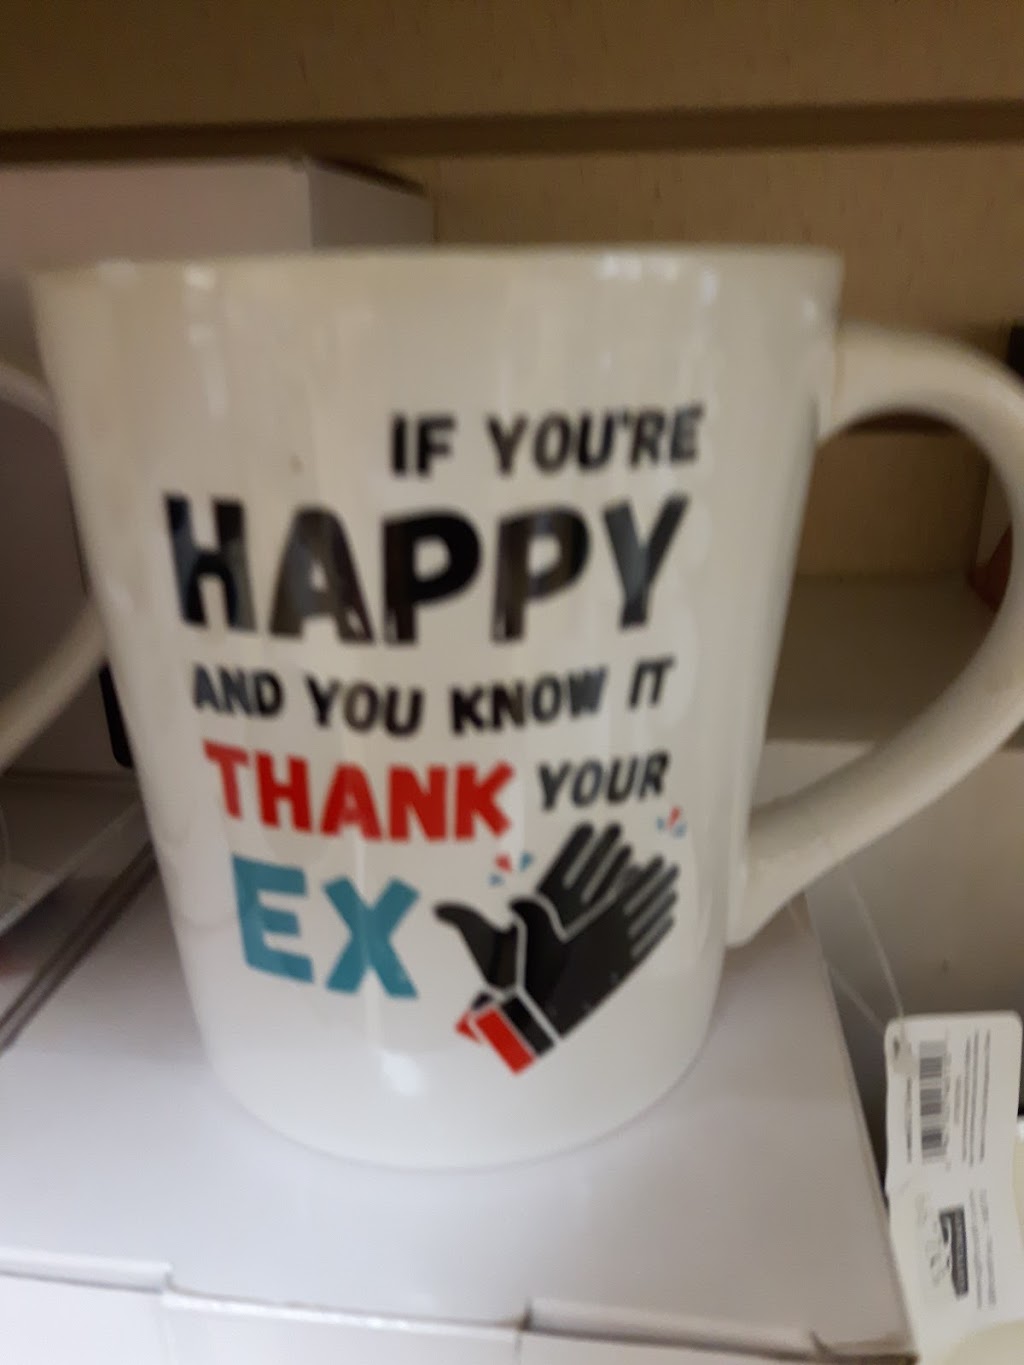 IF YOU'RE
HAPPY
AND YOU KNOW IT
THANK YOUR
EX